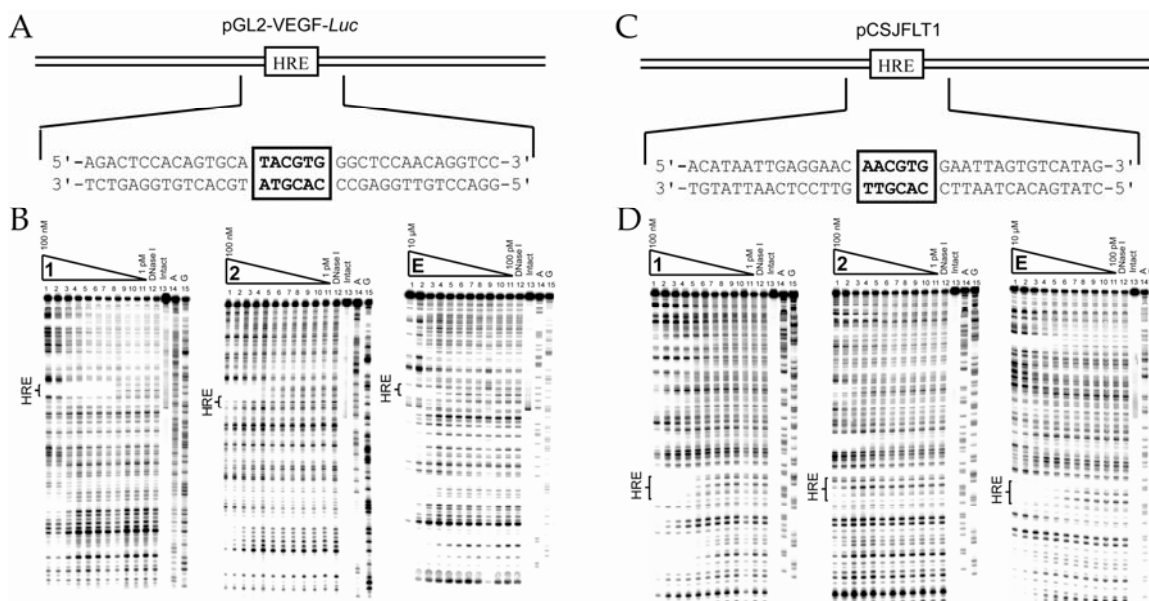 A
pGL2-VEGF-Luc
HRE
5'-AGACTCCACAGTGCA TACGTG GGCTCCAACAGGTCC-3'
3'-TCTGAGGTGTCACGT ATGCAC CCGAGGTTGTCCAGG-5'
B
100 nM 1 1 pM DNase I Intact A G
1 2 3 4 5 6 7 8 9 10 11 12 13 14 15
HRE
100 nM 2 1 pM DNase I Intact A G
1 2 3 4 5 6 7 8 9 10 11 12 13 14 15
HRE
10 µM E 100 pM DNase I Intact A G
1 2 3 4 5 6 7 8 9 10 11 12 13 14 15
HRE
C
pCSJFLT1
HRE
5'-ACATAATTGAGGAAC AACGTG GAATTAGTGTCATAG-3'
3'-TGTATTAACTCCTTG TTGCAC CTTAATCACAGTATC-5'
D
100 nM 1 1 pM DNase I Intact A G
1 2 3 4 5 6 7 8 9 10 11 12 13 14 15
HRE
100 nM 2 1 pM DNase I Intact A G
1 2 3 4 5 6 7 8 9 10 11 12 13 14 15
HRE
10 µM E 100 pM DNase I Intact A G
1 2 3 4 5 6 7 8 9 10 11 12 13 14 15
HRE